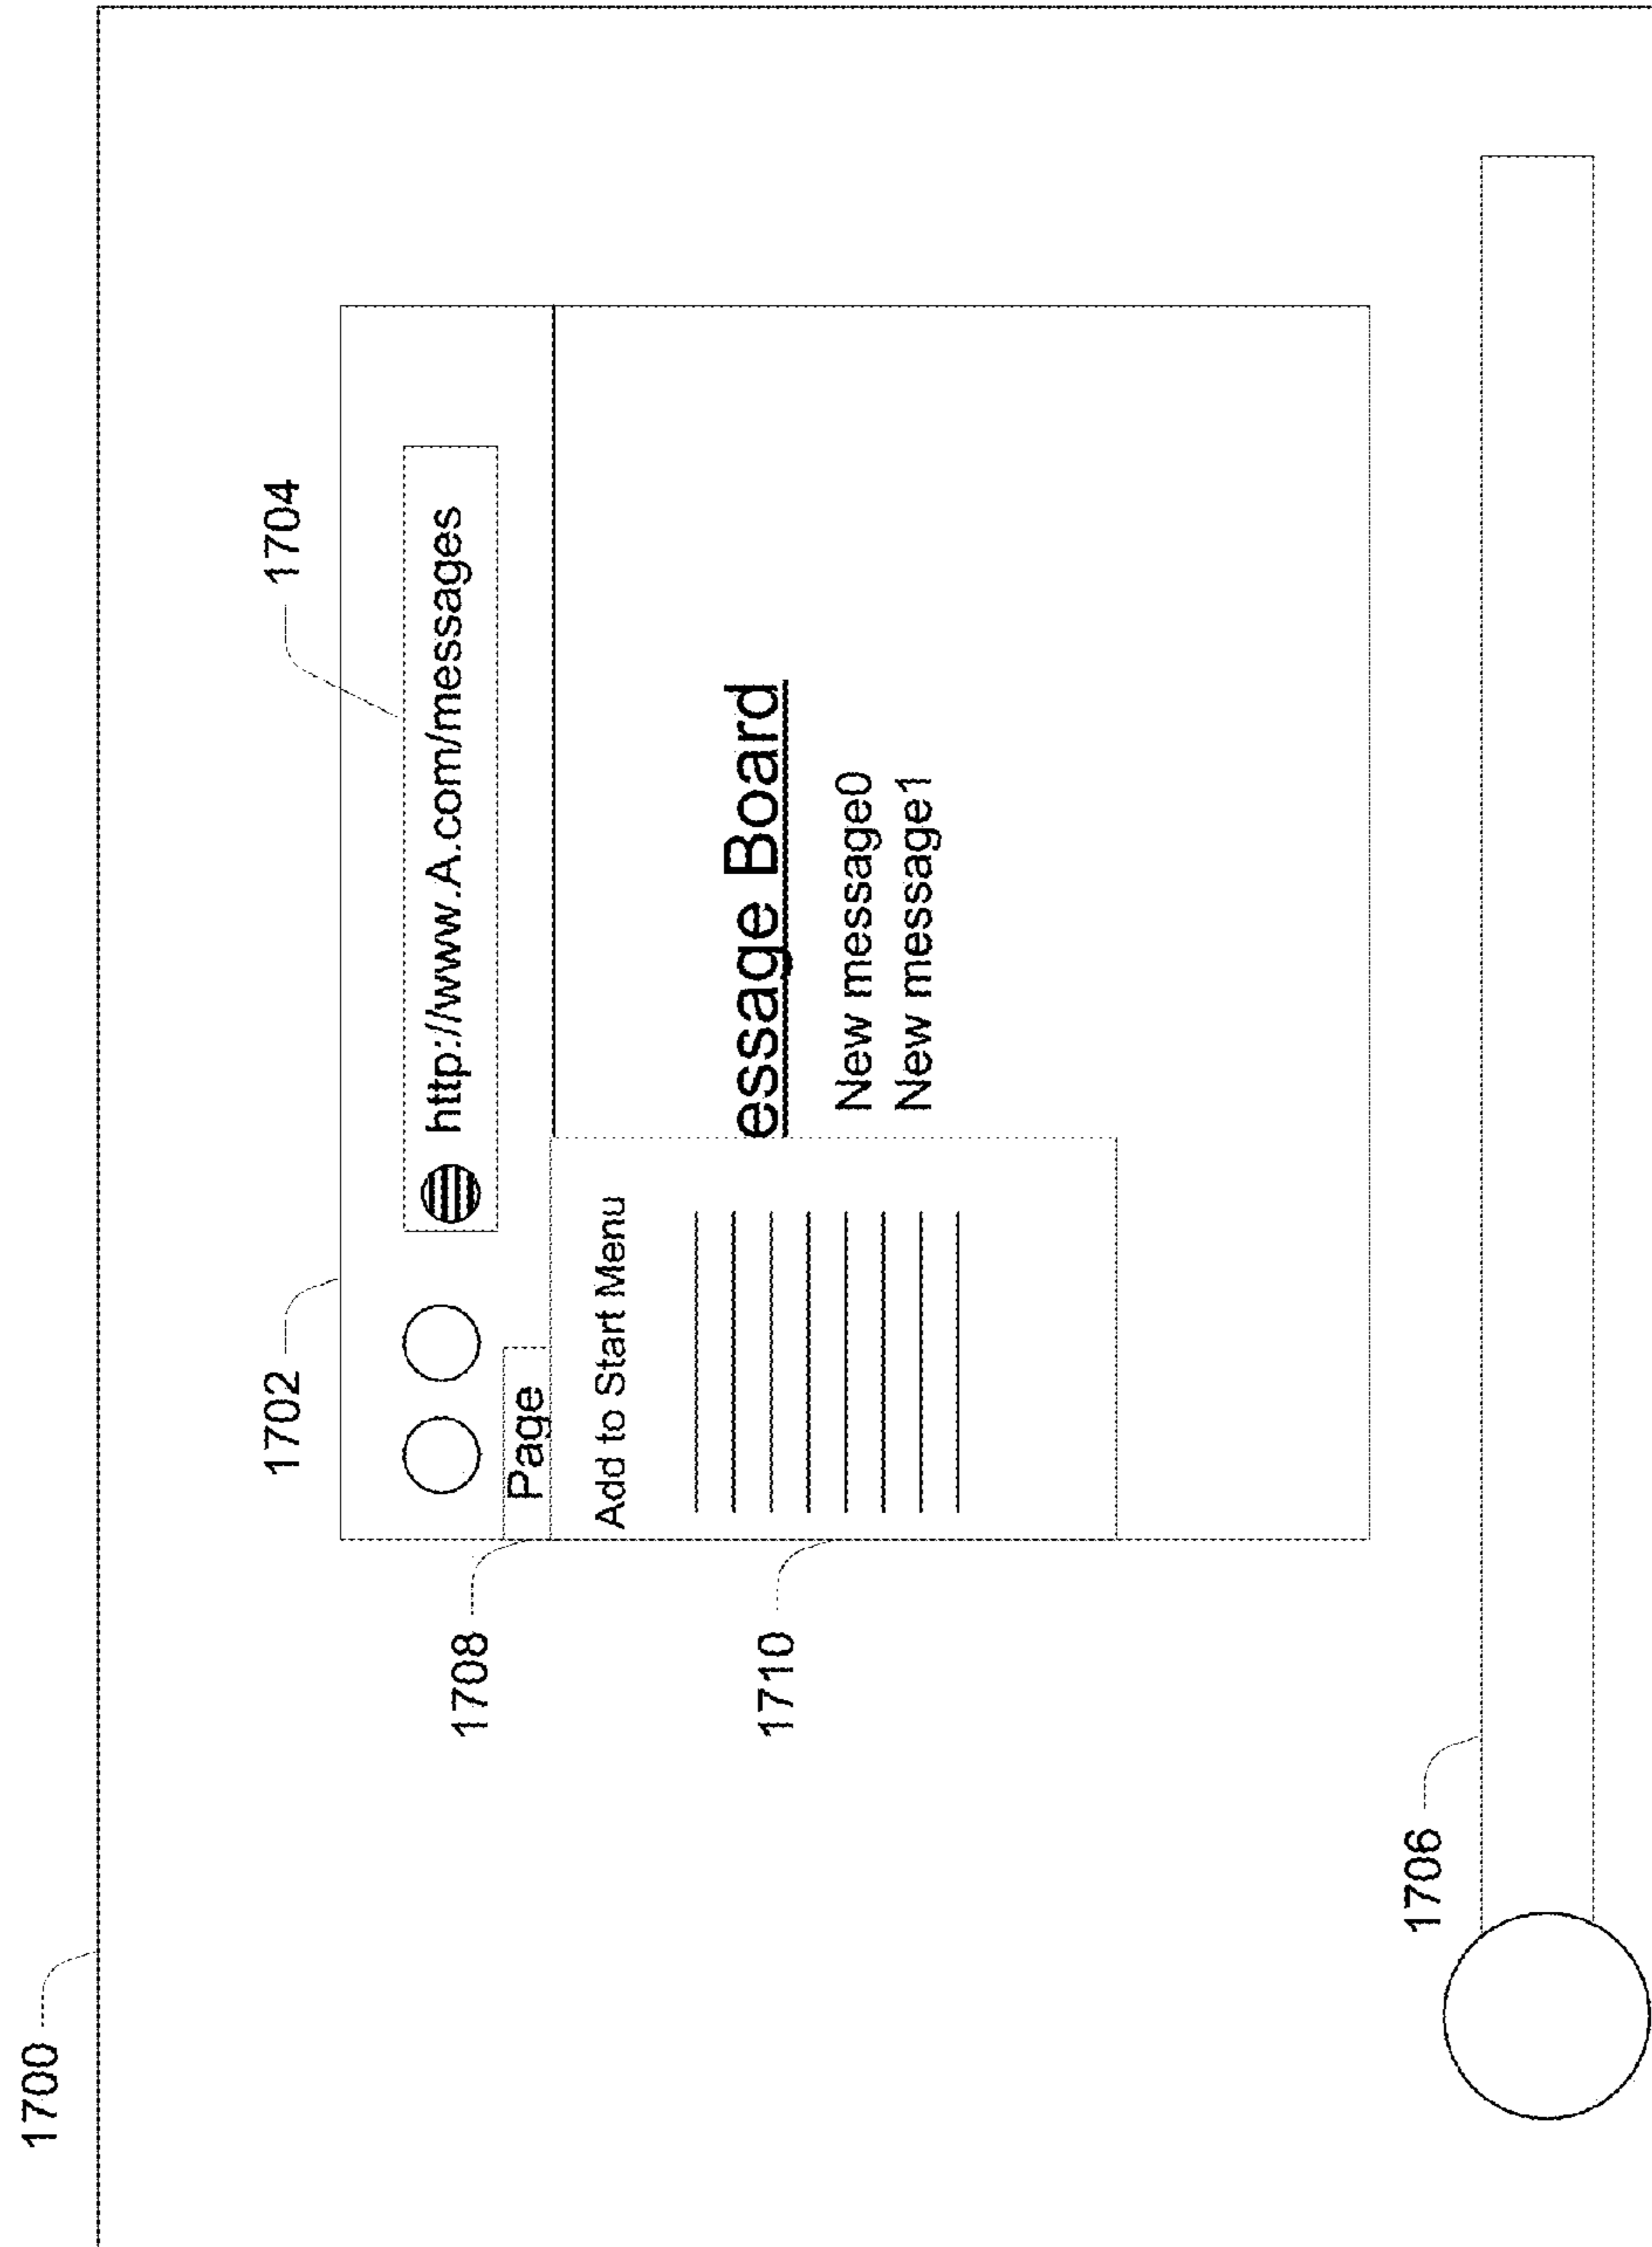 1700
1702
1704
http://www.A.com/messages
1708
Page
Add to Start Menu
essage Board
1710
New message0
New message1
1706